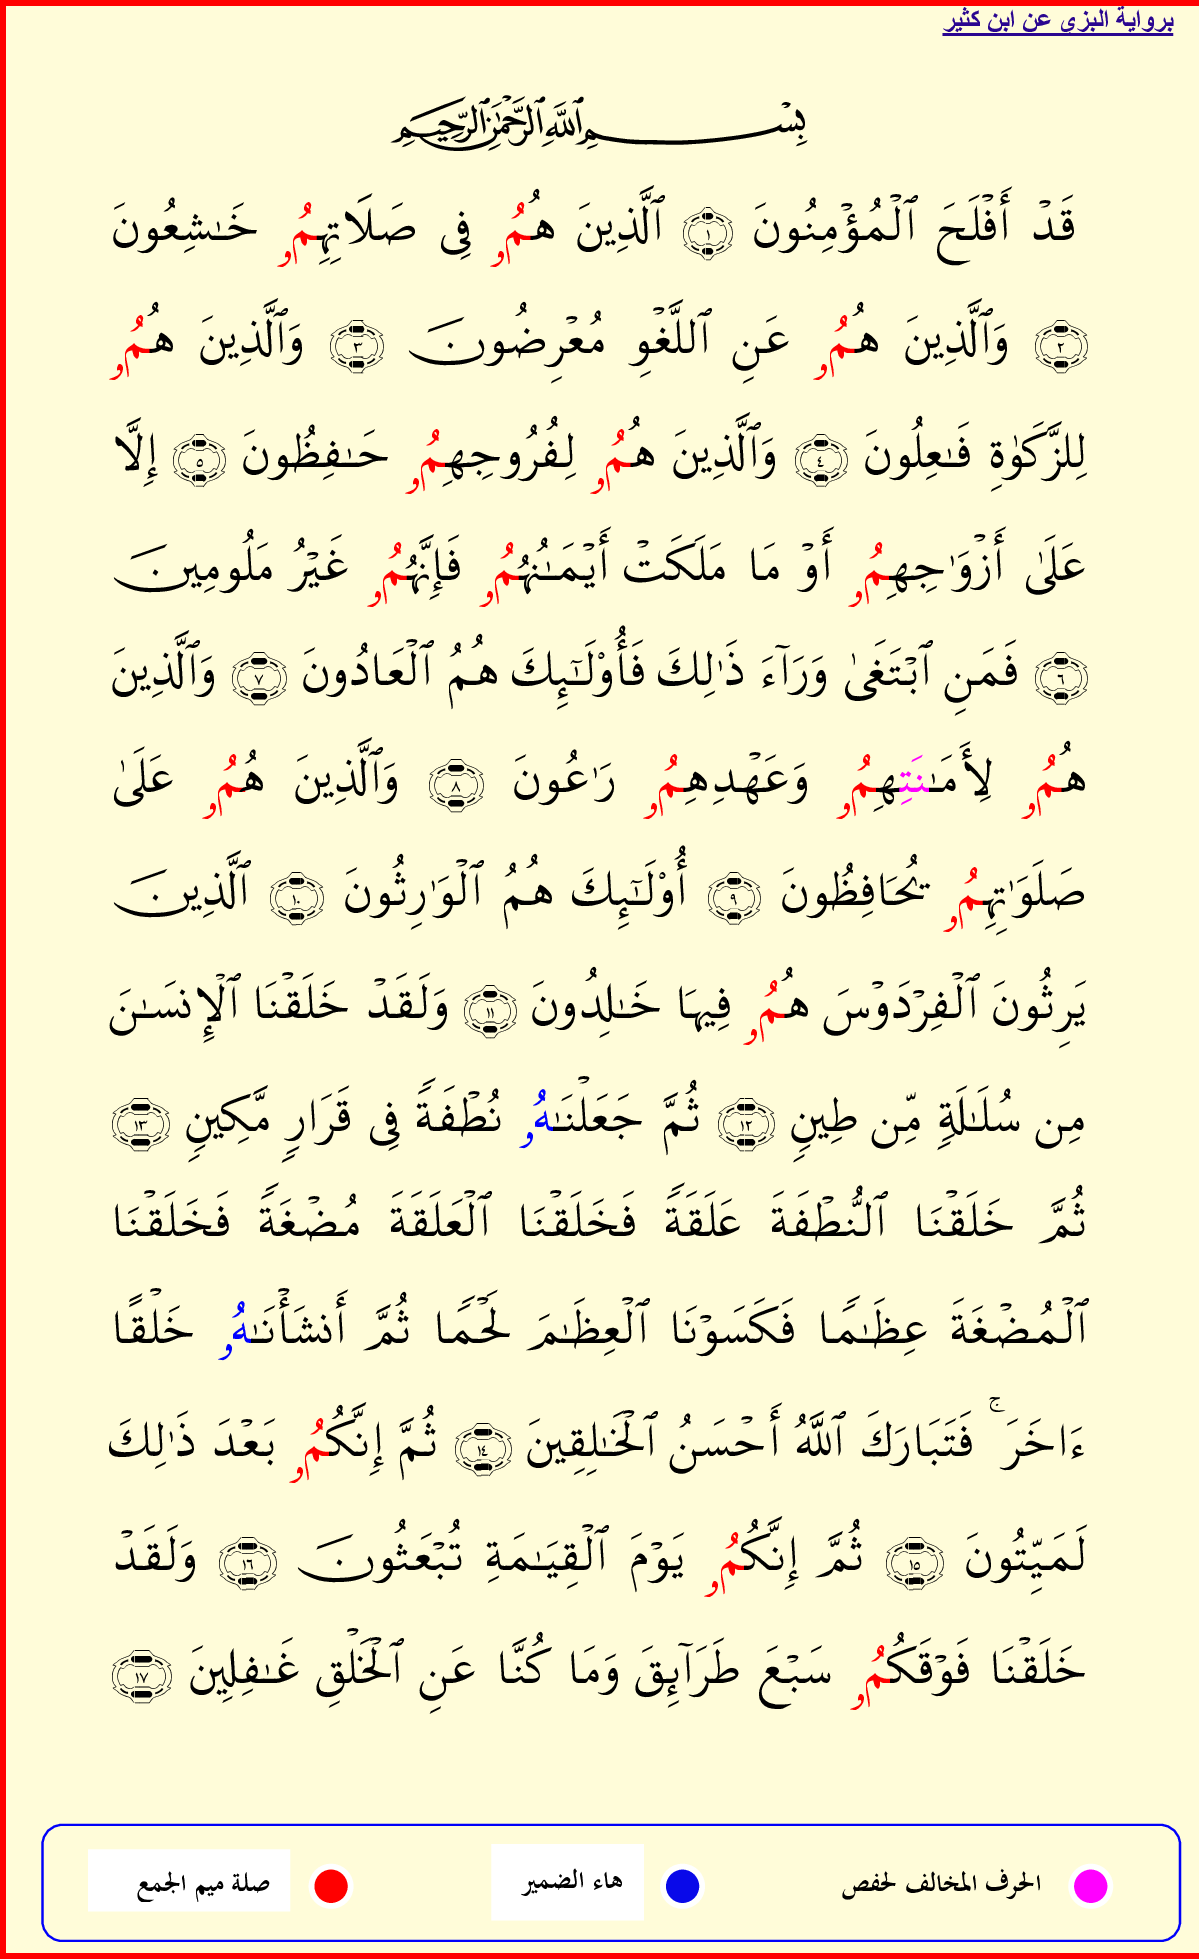 برواية البزى عن ابن كثير
بِسْمِ ٱللَّهِ ٱلرَّحْمَٰنِ ٱلرَّحِيمِ
قَدْ أَفْلَحَ ٱلْمُؤْمِنُونَ ١ ٱلَّذِينَ هُمُۥ فِى صَلَاتِهِمُۥ خَـٰشِعُونَ
٢ وَٱلَّذِينَ هُمُۥ عَنِ ٱللَّغْوِ مُعْرِضُونَ ٣ وَٱلَّذِينَ هُمُۥ
لِلزَّكَوٰةِ فَـٰعِلُونَ ٤ وَٱلَّذِينَ هُمُۥ لِفُرُوجِهِمُۥ حَـٰفِظُونَ ٥ إِلَّا
عَلَىٰ أَزْوَٰجِهِمُۥ أَوْ مَا مَلَكَتْ أَيْمَـٰنُهُمُۥ فَإِنَّهُمُۥ غَيْرُ مَلُومِينَ
٦ فَمَنِ ٱبْتَغَىٰ وَرَآءَ ذَٰلِكَ فَأُوْلَـٰٓئِكَ هُمُ ٱلْعَادُونَ ٧ وَٱلَّذِينَ
هُمُۥ لِأَمَـٰنَتِهِمُۥ وَعَهْدِهِمُۥ رَٰعُونَ ٨ وَٱلَّذِينَ هُمُۥ عَلَىٰ
صَلَوَٰتِهِمُۥ تُحَافِظُونَ ٩ أُوْلَـٰٓئِكَ هُمُ ٱلْوَٰرِثُونَ ١٠ ٱلَّذِينَ
يَرِثُونَ ٱلْفِرْدَوْسَ هُمُۥ فِيهَا خَـٰلِدُونَ ١١ وَلَقَدْ خَلَقْنَا ٱلْإِنسَـٰنَ
مِن سُلَـٰلَةٍ مِّن طِينٍ ١٢ ثُمَّ جَعَلْنَـٰهُۥ نُطْفَةً فِى قَرَارٍ مَّكِينٍ ١٣
ثُمَّ خَلَقْنَا ٱلنُّطْفَةَ عَلَقَةً فَخَلَقْنَا ٱلْعَلَقَةَ مُضْغَةً فَخَلَقْنَا
ٱلْمُضْغَةَ عِظَـٰمًا فَكَسَوْنَا ٱلْعِظَـٰمَ لَحْمًا ثُمَّ أَنشَأْنَـٰهُۥ خَلْقًا
ءَاخَرَ ۚ فَتَبَارَكَ ٱللَّهُ أَحْسَنُ ٱلْخَـٰلِقِينَ ١٤ ثُمَّ إِنَّكُمُۥ بَعْدَ ذَٰلِكَ
لَمَيِّتُونَ ١٥ ثُمَّ إِنَّكُمُۥ يَوْمَ ٱلْقِيَـٰمَةِ تُبْعَثُونَ ١٦ وَلَقَدْ
خَلَقْنَا فَوْقَكُمُۥ سَبْعَ طَرَآئِقَ وَمَا كُنَّا عَنِ ٱلْخَلْقِ غَـٰفِلِينَ ١٧
الحرف المخالف لحفص هاء الضمير صلة ميم الجمع